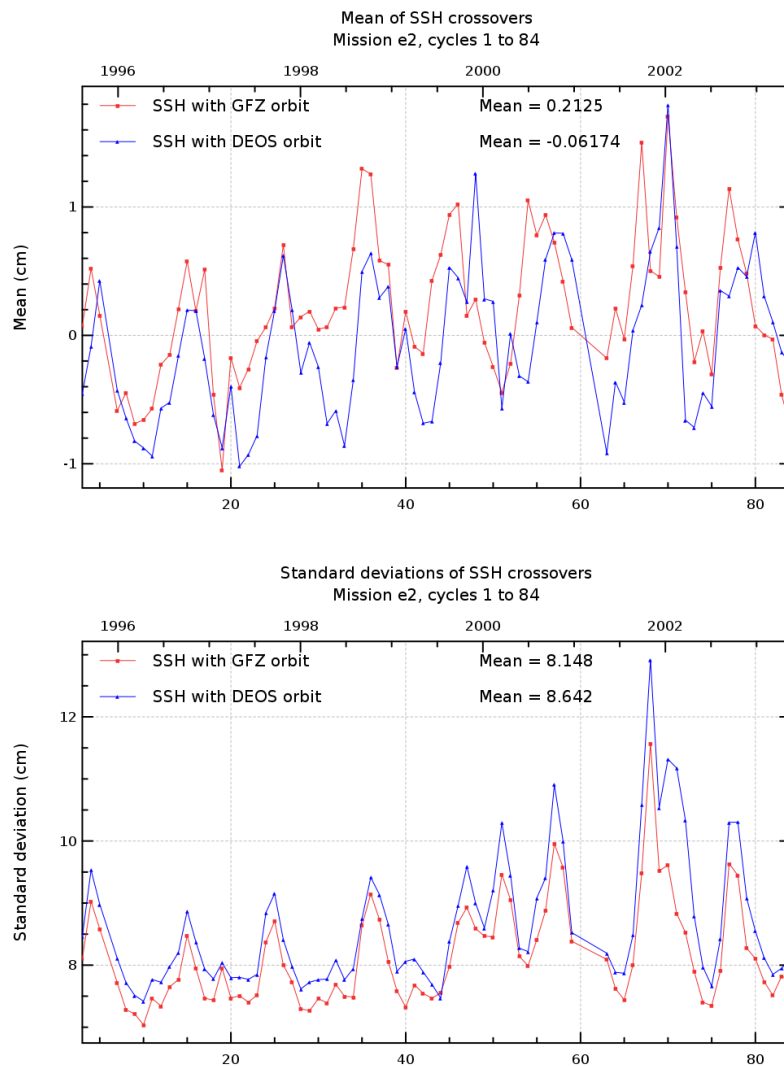 Mean of SSH crossovers
Mission e2, cycles 1 to 84
1996 1998 2000 2002
SSH with GFZ orbit Mean = 0.2125
SSH with DEOS orbit Mean = -0.06174
1
Mean (cm)
0
-1
20 40 60 80
Standard deviations of SSH crossovers
Mission e2, cycles 1 to 84
1996 1998 2000 2002
SSH with GFZ orbit Mean = 8.148
SSH with DEOS orbit Mean = 8.642
12
Standard deviation (cm)
10
8
20 40 60 80